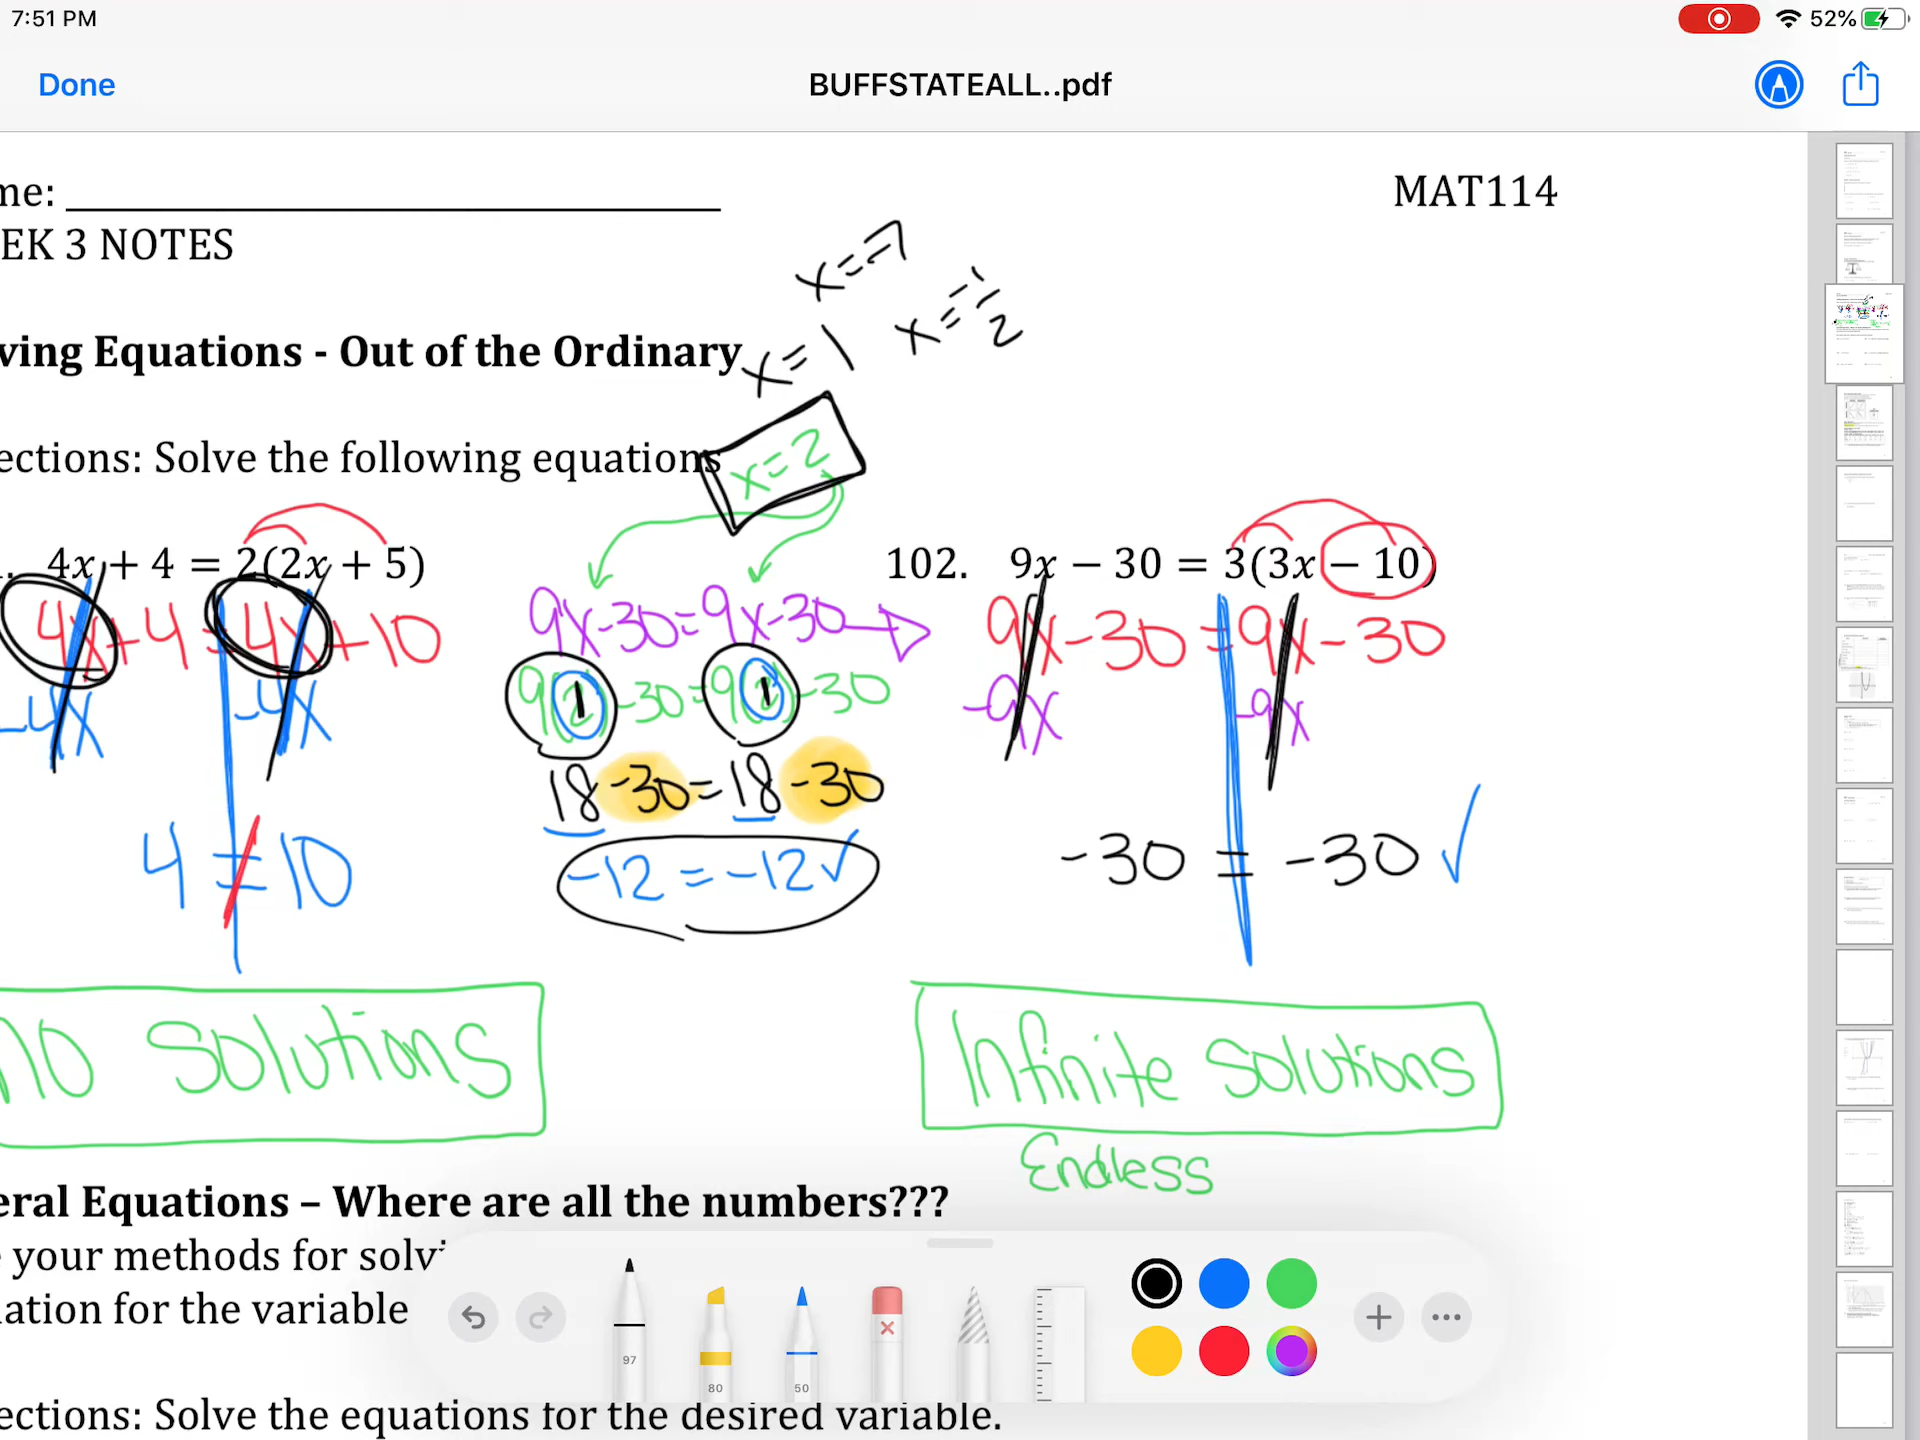 7:51 PM
52%
Done
BUFFSTATEALL..pdf
me: ______________________
MAT114
EK 3 NOTES
x = -7
x = 1
x = -1/2
ving Equations - Out of the Ordinary
ections: Solve the following equations
x = 2
. 4x + 4 = 2(2x + 5)
4x + 4 = 4x + 10
-4x -4x
4 ≠ 10
no solutions
9x - 30 = 9x - 30
9(1) - 30 = 9(1) - 30
18 - 30 = 18 - 30
-12 = -12 ✓
102. 9x − 30 = 3(3x − 10)
9x - 30 = 9x - 30
-9x -9x
-30 = -30 ✓
Infinite solutions
Endless
eral Equations – Where are all the numbers???
your methods for solvi
ation for the variable
97
80
50
ections: Solve the equations for the desired variable.